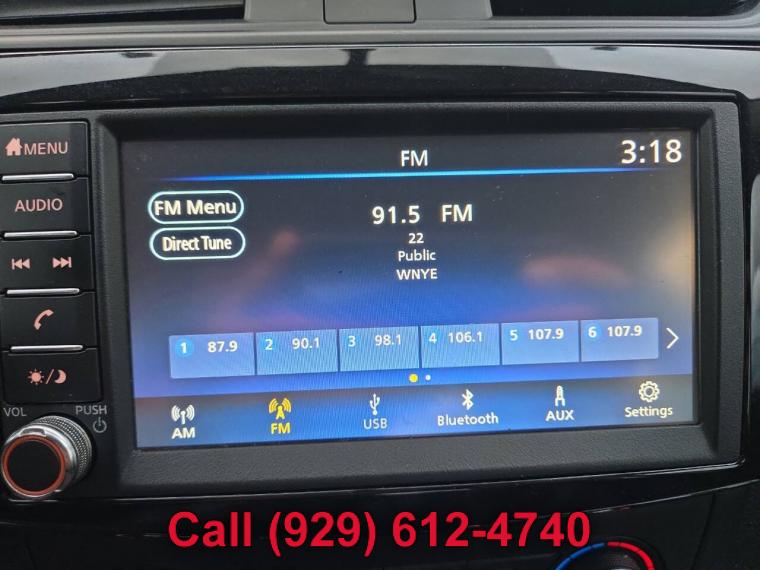 MENU
AUDIO
VOL
PUSH
FM
3:18
FM Menu
Direct Tune
91.5 FM
22
Public
WNYE
1 87.9
2 90.1
3 98.1
4 106.1
5 107.9
6 107.9
AM
FM
USB
Bluetooth
AUX
Settings
Call (929) 612-4740